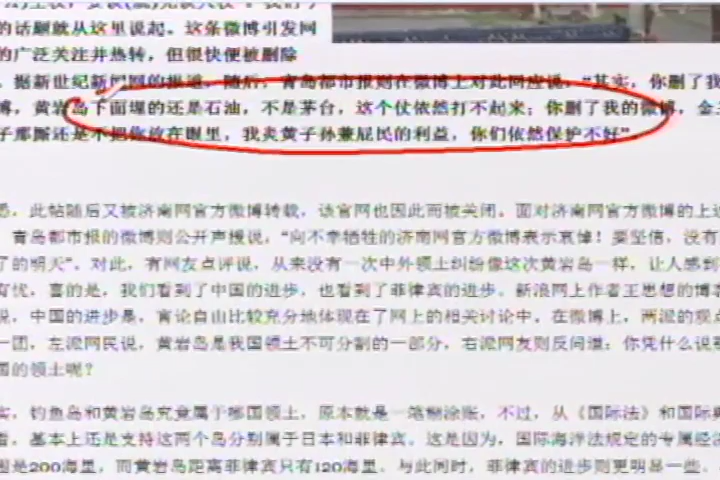 的话题就从这里说起。这条微博引发网
的广泛关注并热转，但很快便被删除
据新世纪新闻网的报道，随后，青岛都市报则在微博上对此回应说，“其实，你删了我
博，黄岩岛下面埋的还是石油，不是茅台，这个仗依然打不起来；你删了我的微博，金三
子那厮还是不把你放在眼里，我炎黄子孙兼屁民的利益，你们依然保护不好”。
悉，此帖随后又被济南网官方微博转载，该官网也因此而被关闭。面对济南网官方微博的上述
青岛都市报的微博则公开声援说，“向不幸牺牲的济南网官方微博表示哀悼！要坚信，没有
了的明天”。对此，有网友点评说，从来没有一次中外领土纠纷像这次黄岩岛一样，让人感到
有忧，喜的是，我们看到了中国的进步，也看到了菲律宾的进步。新浪网上作者王思想的博客
说，中国的进步是，言论自由比较充分地体现在了网上的相关讨论中。在微博上，两派的观点
一团，左派网民说，黄岩岛是我国领土不可分割的一部分，右派网友则反问道：你凭什么说
国的领土呢？
实，钓鱼岛和黄岩岛究竟属于哪国领土，原本就是一笔糊涂账，不过，从《国际法》和国际
看，基本上还是支持这两个岛分别属于日本和菲律宾。这是因为，国际海洋法规定的专属经济
围是200海里，而黄岩岛距离菲律宾只有120海里。与此同时，菲律宾的进步则更明显一些。